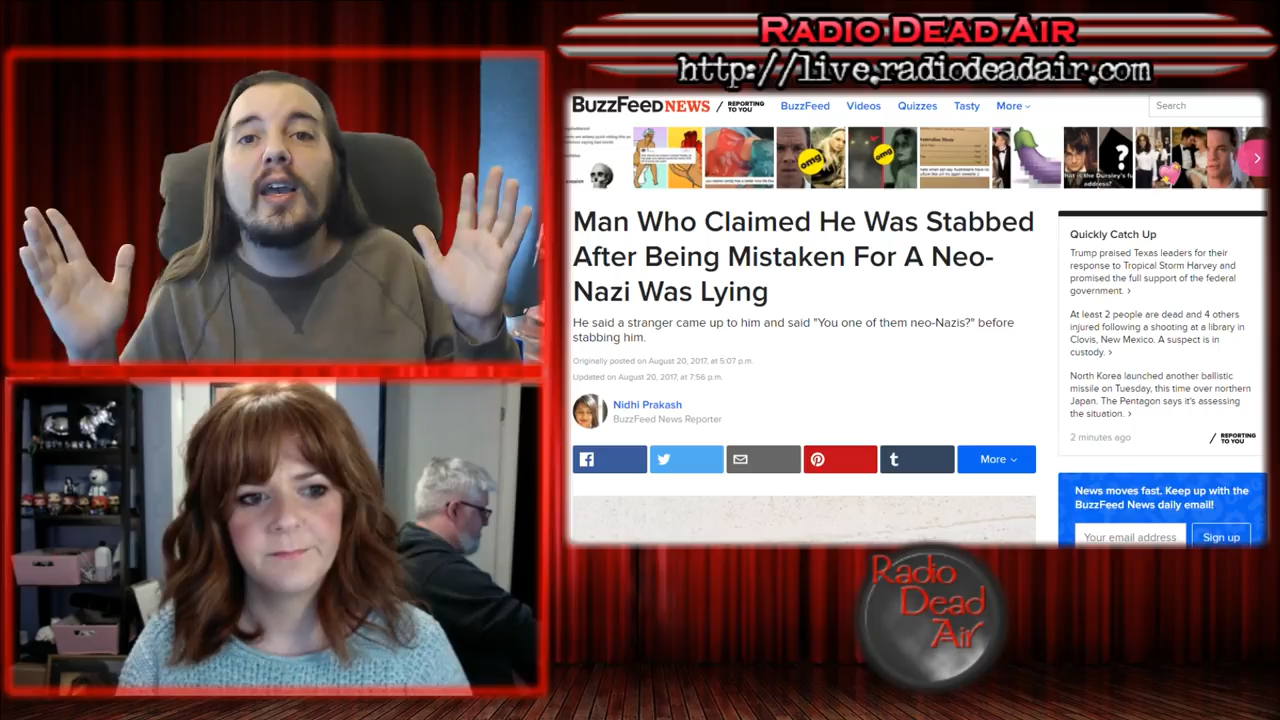 RADIO DEAD AIR
http://live.radiodeadair.com
BUZZFEED NEWS / REPORTING TO YOU
BuzzFeed
Videos
Quizzes
Tasty
More
Search
omg
omg
?
address?
Man Who Claimed He Was Stabbed
After Being Mistaken For A Neo-
Nazi Was Lying
He said a stranger came up to him and said "You one of them neo-Nazis?" before
stabbing him.
Originally posted on August 20, 2017, at 5:07 p.m.
Updated on August 20, 2017, at 7:56 p.m.
Nidhi Prakash
BuzzFeed News Reporter
More
Quickly Catch Up
Trump praised Texas leaders for their
response to Tropical Storm Harvey and
promised the full support of the federal
government. >
At least 2 people are dead and 4 others
injured following a shooting at a library in
Clovis, New Mexico. A suspect is in
custody. >
North Korea launched another ballistic
missile on Tuesday, this time over northern
Japan. The Pentagon says it's assessing
the situation. >
2 minutes ago
/ REPORTING TO YOU
News moves fast. Keep up with the
BuzzFeed News daily email!
Your email address
Sign up
Radio
Dead
Air